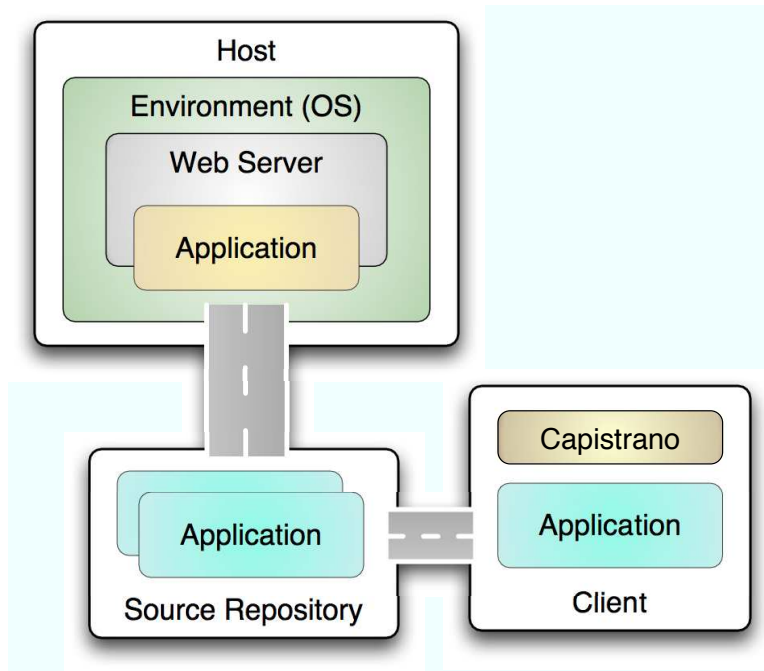 Host
Environment (OS)
Web Server
Application
Capistrano
Application
Application
Source Repository
Client